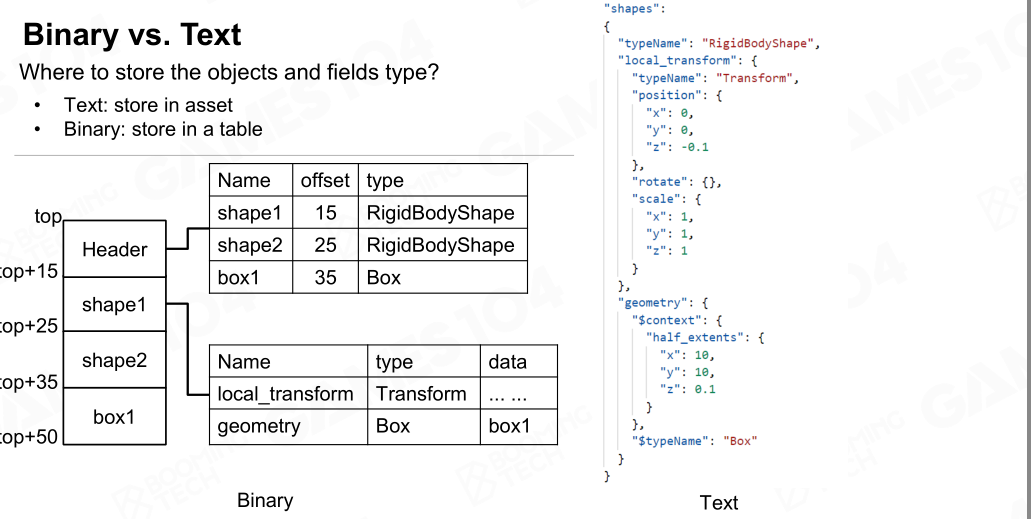 Binary vs. Text
Where to store the objects and fields type?
• Text: store in asset
• Binary: store in a table
Name offset type
shape1 15 RigidBodyShape
shape2 25 RigidBodyShape
box1 35 Box
top
Header
top+15
shape1
top+25
shape2
top+35
box1
top+50
Name type data
local_transform Transform ... ...
geometry Box box1
Binary
"shapes":
{
"typeName": "RigidBodyShape",
"local_transform": {
"typeName": "Transform",
"position": {
"x": 0,
"y": 0,
"z": -0.1
},
"rotate": {},
"scale": {
"x": 1,
"y": 1,
"z": 1
}
},
"geometry": {
"$context": {
"half_extents": {
"x": 10,
"y": 10,
"z": 0.1
}
},
"$typeName": "Box"
}
}
Text
GAMES 104
BOOMING
TECH